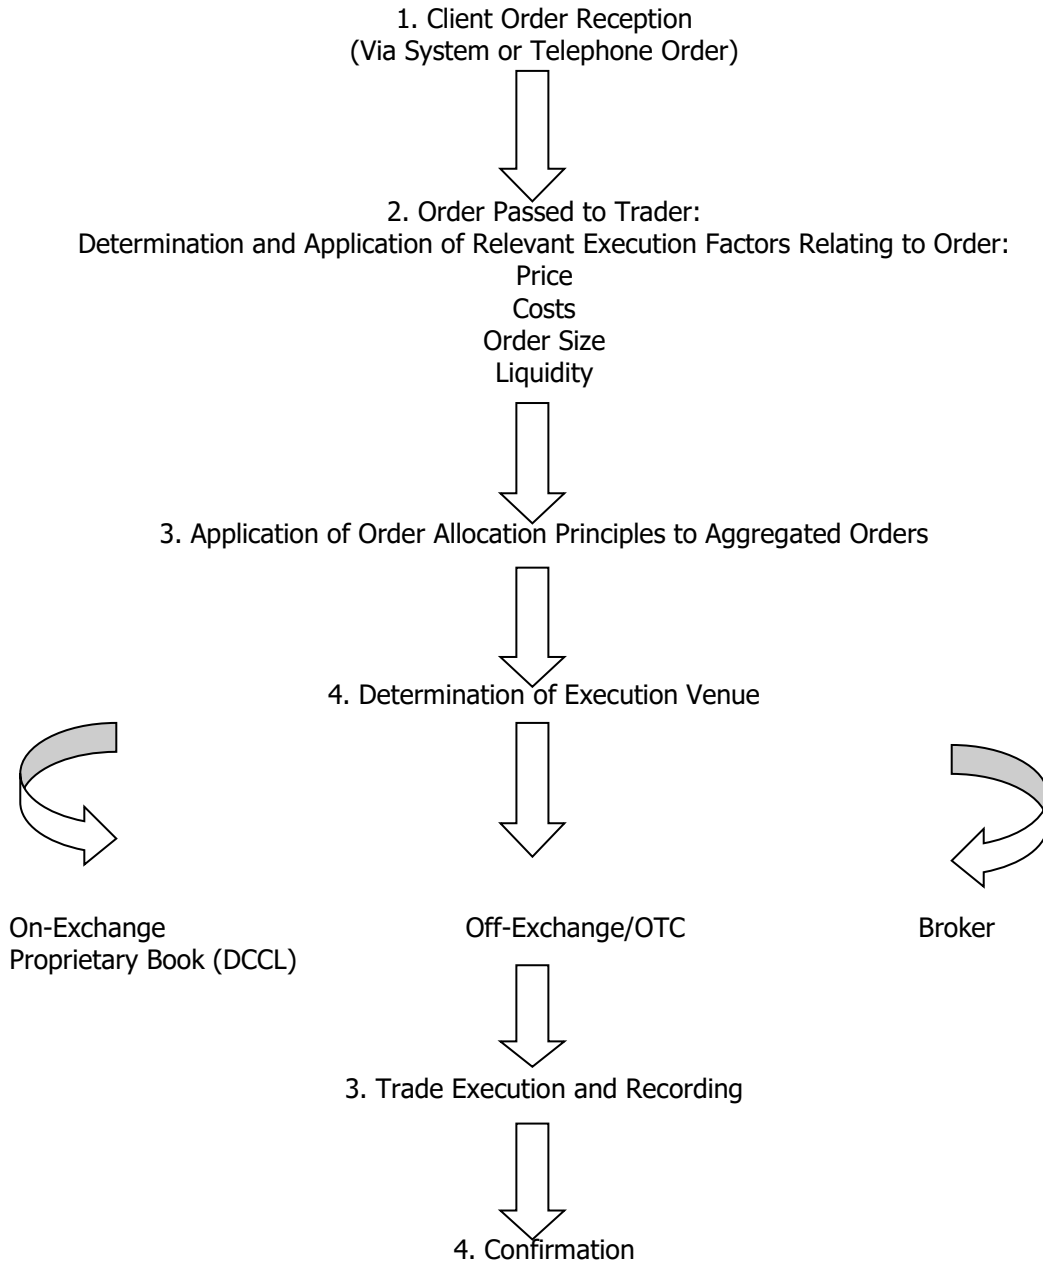 1. Client Order Reception
(Via System or Telephone Order)
2. Order Passed to Trader:
Determination and Application of Relevant Execution Factors Relating to Order:
Price
Costs
Order Size
Liquidity
3. Application of Order Allocation Principles to Aggregated Orders
4. Determination of Execution Venue
On-Exchange
Proprietary Book (DCCL)
Off-Exchange/OTC
Broker
3. Trade Execution and Recording
4. Confirmation